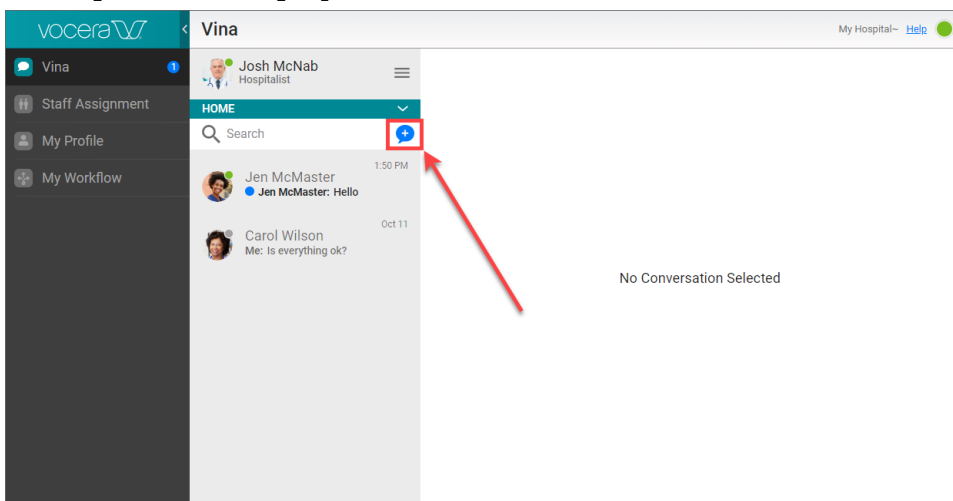 vocera
Vina
My Hospital~ Help
Vina 1
Staff Assignment
My Profile
My Workflow
Josh McNab
Hospitalist
HOME
Search
1:50 PM
Jen McMaster
Jen McMaster: Hello
Oct 11
Carol Wilson
Me: Is everything ok?
No Conversation Selected